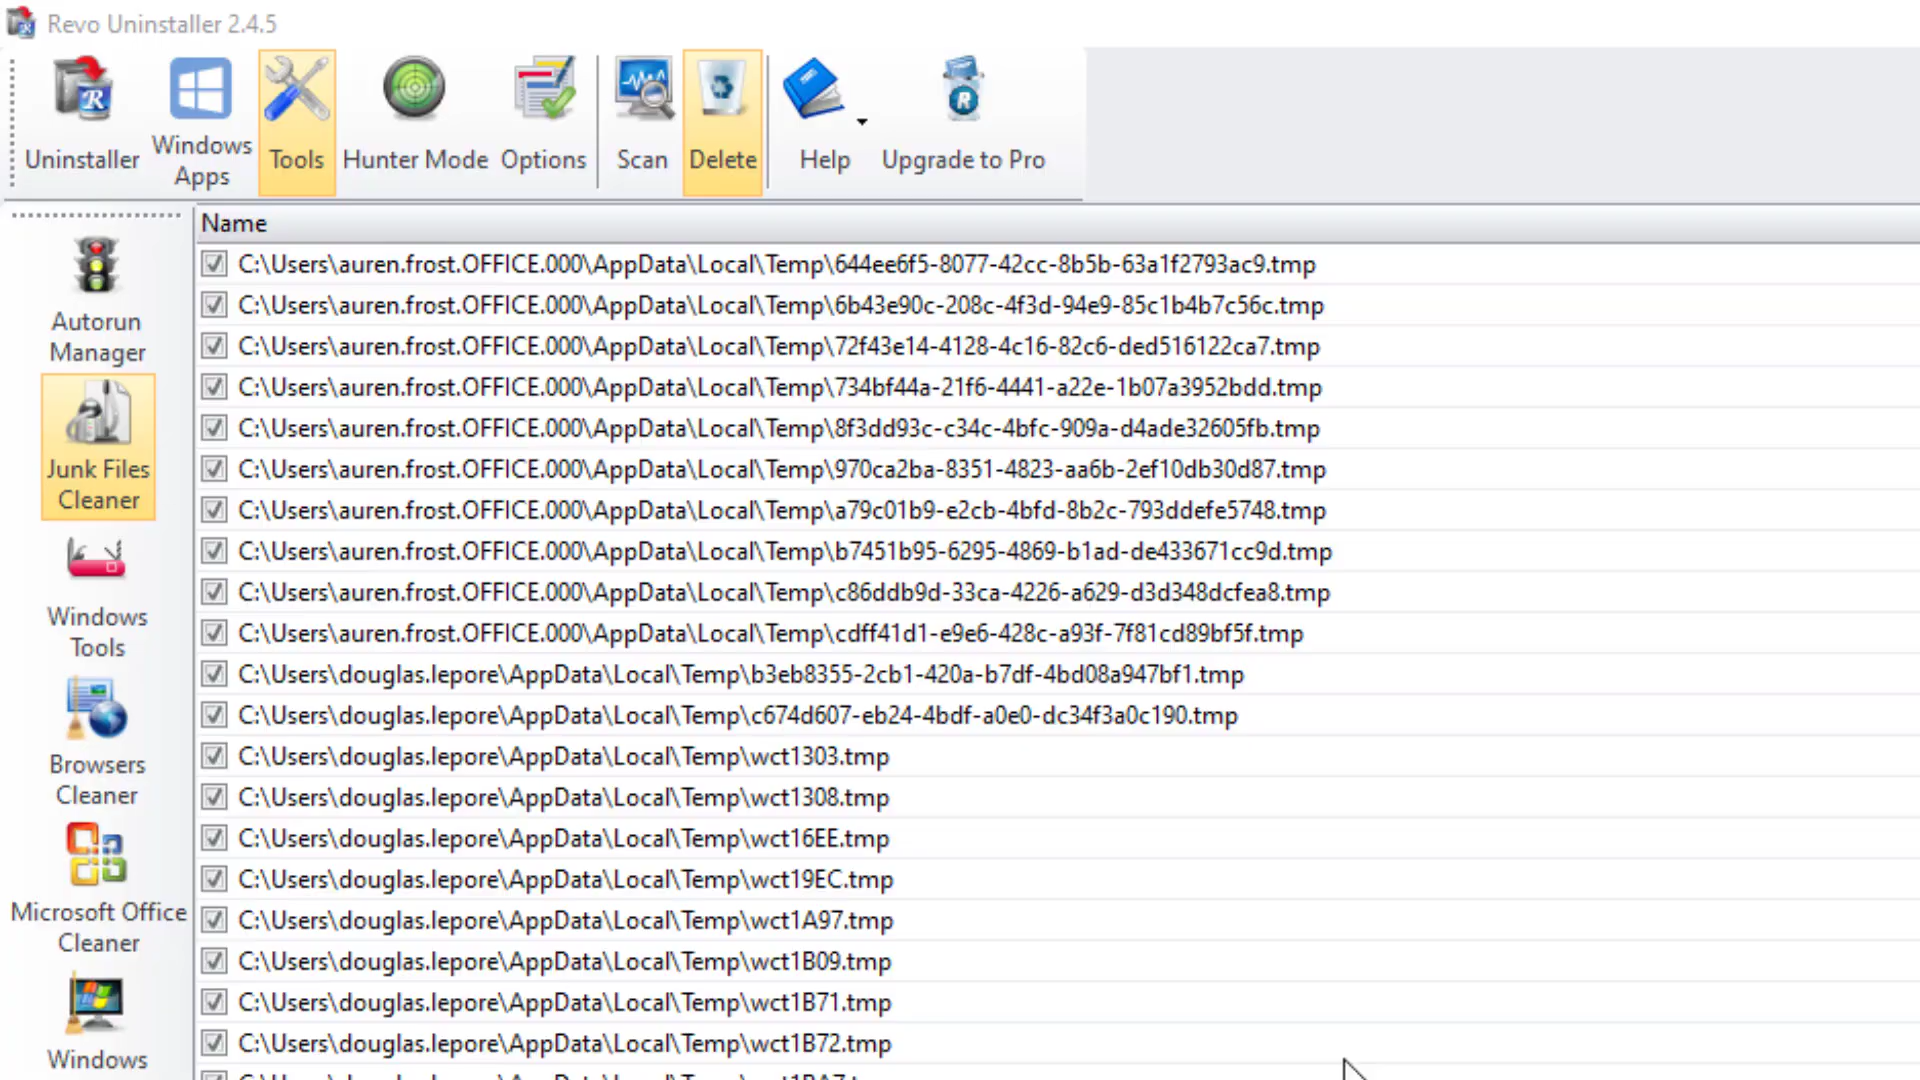 Revo Uninstaller 2.4.5
Uninstaller
Windows
Apps
Tools
Hunter Mode
Options
Scan
Delete
Help
Upgrade to Pro
Name
Autorun
Manager
Junk Files
Cleaner
Windows
Tools
Browsers
Cleaner
Microsoft Office
Cleaner
Windows
C:\Users\auren.frost.OFFICE.000\AppData\Local\Temp\644ee6f5-8077-42cc-8b5b-63a1f2793ac9.tmp
C:\Users\auren.frost.OFFICE.000\AppData\Local\Temp\6b43e90c-208c-4f3d-94e9-85c1b4b7c56c.tmp
C:\Users\auren.frost.OFFICE.000\AppData\Local\Temp\72f43e14-4128-4c16-82c6-ded516122ca7.tmp
C:\Users\auren.frost.OFFICE.000\AppData\Local\Temp\734bf44a-21f6-4441-a22e-1b07a3952bdd.tmp
C:\Users\auren.frost.OFFICE.000\AppData\Local\Temp\8f3dd93c-c34c-4bfc-909a-d4ade32605fb.tmp
C:\Users\auren.frost.OFFICE.000\AppData\Local\Temp\970ca2ba-8351-4823-aa6b-2ef10db30d87.tmp
C:\Users\auren.frost.OFFICE.000\AppData\Local\Temp\a79c01b9-e2cb-4bfd-8b2c-793ddefe5748.tmp
C:\Users\auren.frost.OFFICE.000\AppData\Local\Temp\b7451b95-6295-4869-b1ad-de433671cc9d.tmp
C:\Users\auren.frost.OFFICE.000\AppData\Local\Temp\c86ddb9d-33ca-4226-a629-d3d348dcfea8.tmp
C:\Users\auren.frost.OFFICE.000\AppData\Local\Temp\cdff41d1-e9e6-428c-a93f-7f81cd89bf5f.tmp
C:\Users\douglas.lepore\AppData\Local\Temp\b3eb8355-2cb1-420a-b7df-4bd08a947bf1.tmp
C:\Users\douglas.lepore\AppData\Local\Temp\c674d607-eb24-4bdf-a0e0-dc34f3a0c190.tmp
C:\Users\douglas.lepore\AppData\Local\Temp\wct1303.tmp
C:\Users\douglas.lepore\AppData\Local\Temp\wct1308.tmp
C:\Users\douglas.lepore\AppData\Local\Temp\wct16EE.tmp
C:\Users\douglas.lepore\AppData\Local\Temp\wct19EC.tmp
C:\Users\douglas.lepore\AppData\Local\Temp\wct1A97.tmp
C:\Users\douglas.lepore\AppData\Local\Temp\wct1B09.tmp
C:\Users\douglas.lepore\AppData\Local\Temp\wct1B71.tmp
C:\Users\douglas.lepore\AppData\Local\Temp\wct1B72.tmp